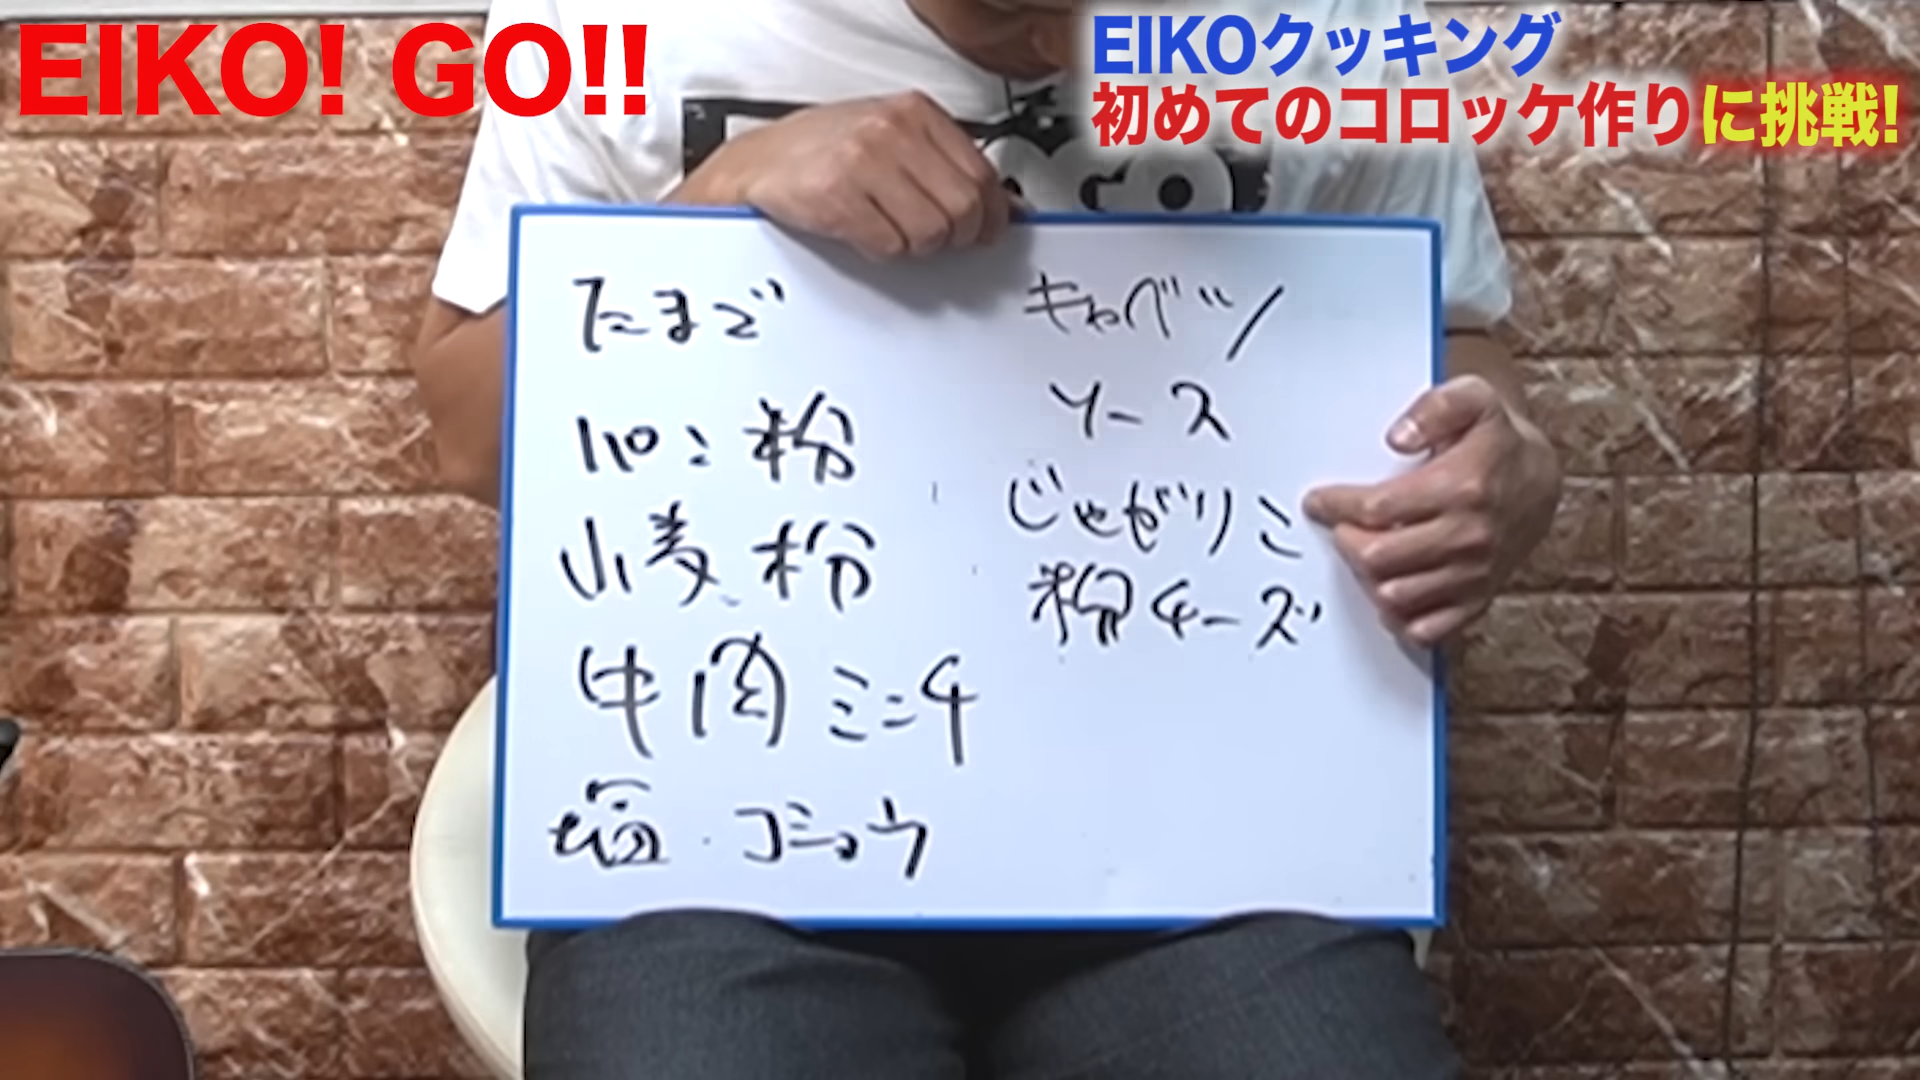 EIKO! GO!!
EIKOクッキング
初めてのコロッケ作りに挑戦!
たまご
パン粉
小麦粉
牛肉ミンチ
塩・コショウ
キャベツ
ソース
じゃがりこ
粉チーズ